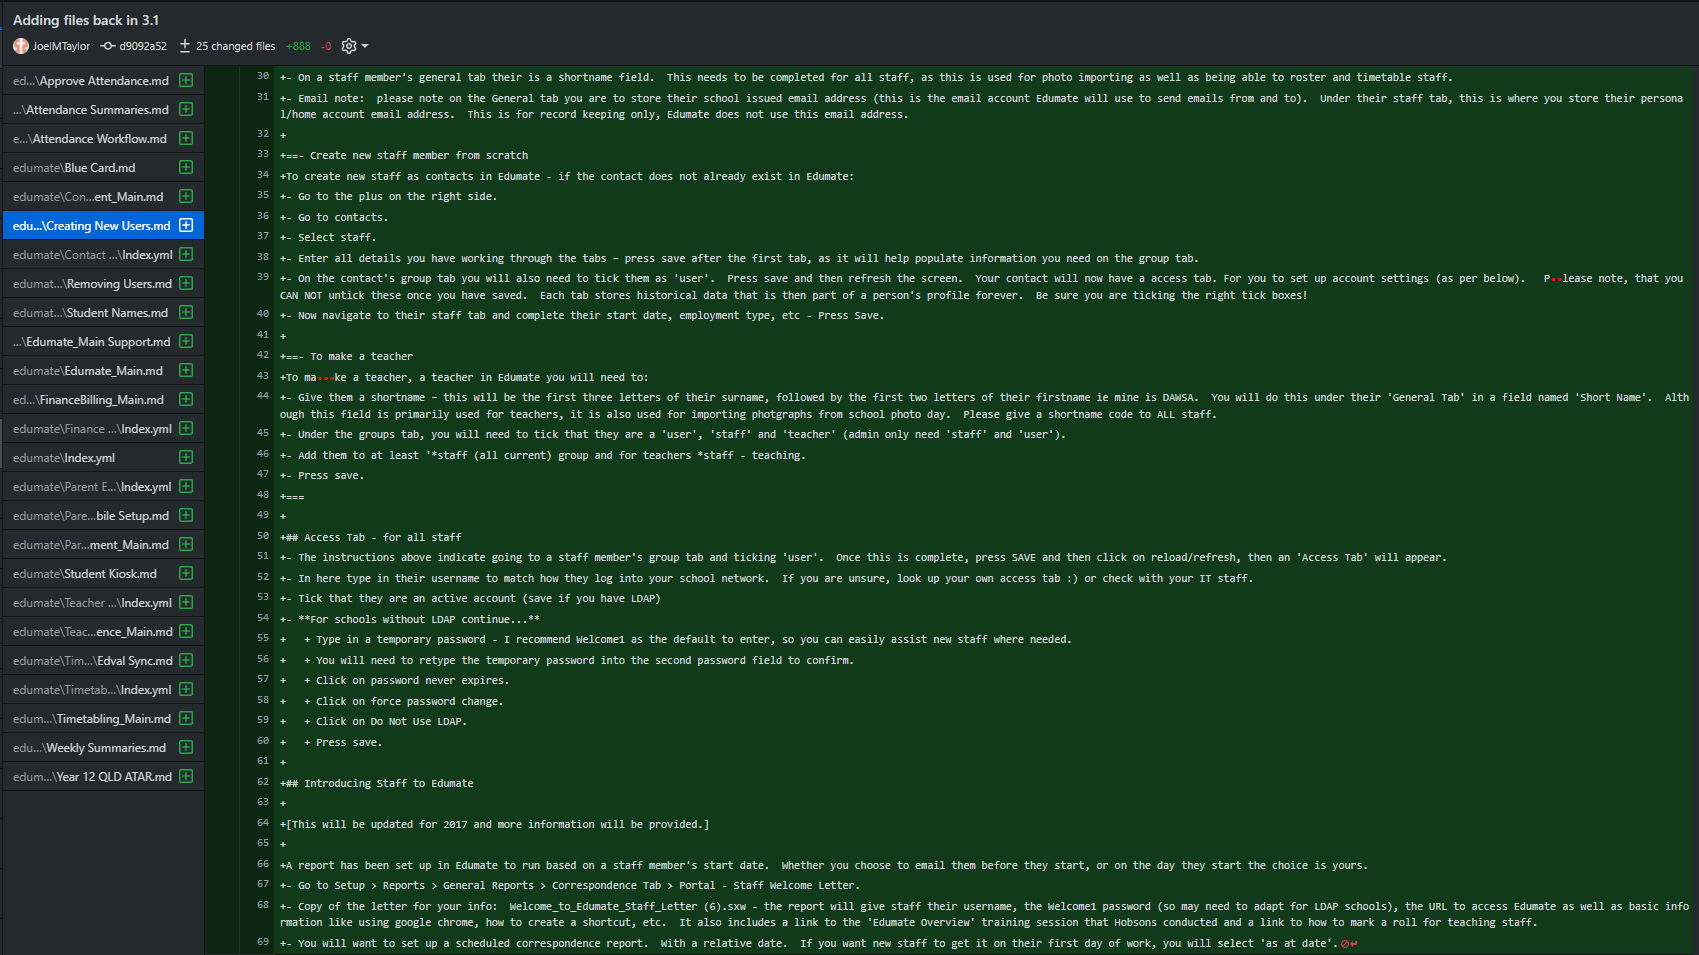 Adding files back in 3.1
JoelMTaylor d9092a52 25 changed files +888 -0
ed...\Approve Attendance.md
...\Attendance Summaries.md
e...\Attendance Workflow.md
edumate\Blue Card.md
edumate\Con...ent_Main.md
edu...\Creating New Users.md
edumate\Contact ...\Index.yml
edumat...\Removing Users.md
edumat...\Student Names.md
...\Edumate_Main Support.md
edumate\Edumate_Main.md
ed...\FinanceBilling_Main.md
edumate\Finance ...\Index.yml
edumate\Index.yml
edumate\Parent E...\Index.yml
edumate\Pare...bile Setup.md
edumate\Par...ment_Main.md
edumate\Student Kiosk.md
edumate\Teacher ...\Index.yml
edumate\Teac...ence_Main.md
edumate\Tim...\Edval Sync.md
edumate\Timetab...\Index.yml
edum...\Timetabling_Main.md
edu...\Weekly Summaries.md
edum...\Year 12 QLD ATAR.md
30 +- On a staff member's general tab their is a shortname field.  This needs to be completed for all staff, as this is used for photo importing as well as being able to roster and timetable staff.
31 +- Email note:  please note on the General tab you are to store their school issued email address (this is the email account Edumate will use to send emails from and to).  Under their staff tab, this is where you store their persona
l/home account email address.  This is for record keeping only, Edumate does not use this email address.
32 +
33 +==- Create new staff member from scratch
34 +To create new staff as contacts in Edumate - if the contact does not already exist in Edumate:
35 +- Go to the plus on the right side.
36 +- Go to contacts.
37 +- Select staff.
38 +- Enter all details you have working through the tabs – press save after the first tab, as it will help populate information you need on the group tab.
39 +- On the contact's group tab you will also need to tick them as 'user'.  Press save and then refresh the screen.  Your contact will now have a access tab. For you to set up account settings (as per below).   P··lease note, that you
CAN NOT untick these once you have saved.  Each tab stores historical data that is then part of a person's profile forever.  Be sure you are ticking the right tick boxes!
40 +- Now navigate to their staff tab and complete their start date, employment type, etc - Press Save.
41 +
42 +==- To make a teacher
43 +To ma···ke a teacher, a teacher in Edumate you will need to:
44 +- Give them a shortname – this will be the first three letters of their surname, followed by the first two letters of their firstname ie mine is DAWSA.  You will do this under their 'General Tab' in a field named 'Short Name'.  Alth
ough this field is primarily used for teachers, it is also used for importing photgraphs from school photo day.  Please give a shortname code to ALL staff.
45 +- Under the groups tab, you will need to tick that they are a 'user', 'staff' and 'teacher' (admin only need 'staff' and 'user').
46 +- Add them to at least '*staff (all current) group and for teachers *staff - teaching.
47 +- Press save.
48 +===
49 +
50 +## Access Tab - for all staff
51 +- The instructions above indicate going to a staff member's group tab and ticking 'user'.  Once this is complete, press SAVE and then click on reload/refresh, then an 'Access Tab' will appear.
52 +- In here type in their username to match how they log into your school network.  If you are unsure, look up your own access tab :) or check with your IT staff.
53 +- Tick that they are an active account (save if you have LDAP)
54 +- **For schools without LDAP continue...**
55 +   + Type in a temporary password - I recommend Welcome1 as the default to enter, so you can easily assist new staff where needed.
56 +   + You will need to retype the temporary password into the second password field to confirm.
57 +   + Click on password never expires.
58 +   + Click on force password change.
59 +   + Click on Do Not Use LDAP.
60 +   + Press save.
61 +
62 +## Introducing Staff to Edumate
63 +
64 +[This will be updated for 2017 and more information will be provided.]
65 +
66 +A report has been set up in Edumate to run based on a staff member's start date.  Whether you choose to email them before they start, or on the day they start the choice is yours.
67 +- Go to Setup > Reports > General Reports > Correspondence Tab > Portal - Staff Welcome Letter.
68 +- Copy of the letter for your info:  Welcome_to_Edumate_Staff_Letter (6).sxw - the report will give staff their username, the Welcome1 password (so may need to adapt for LDAP schools), the URL to access Edumate as well as basic info
rmation like using google chrome, how to create a shortcut, etc.  It also includes a link to the 'Edumate Overview' training session that Hobsons conducted and a link to how to mark a roll for teaching staff.
69 +- You will want to set up a scheduled correspondence report.  With a relative date.  If you want new staff to get it on their first day of work, you will select 'as at date'.